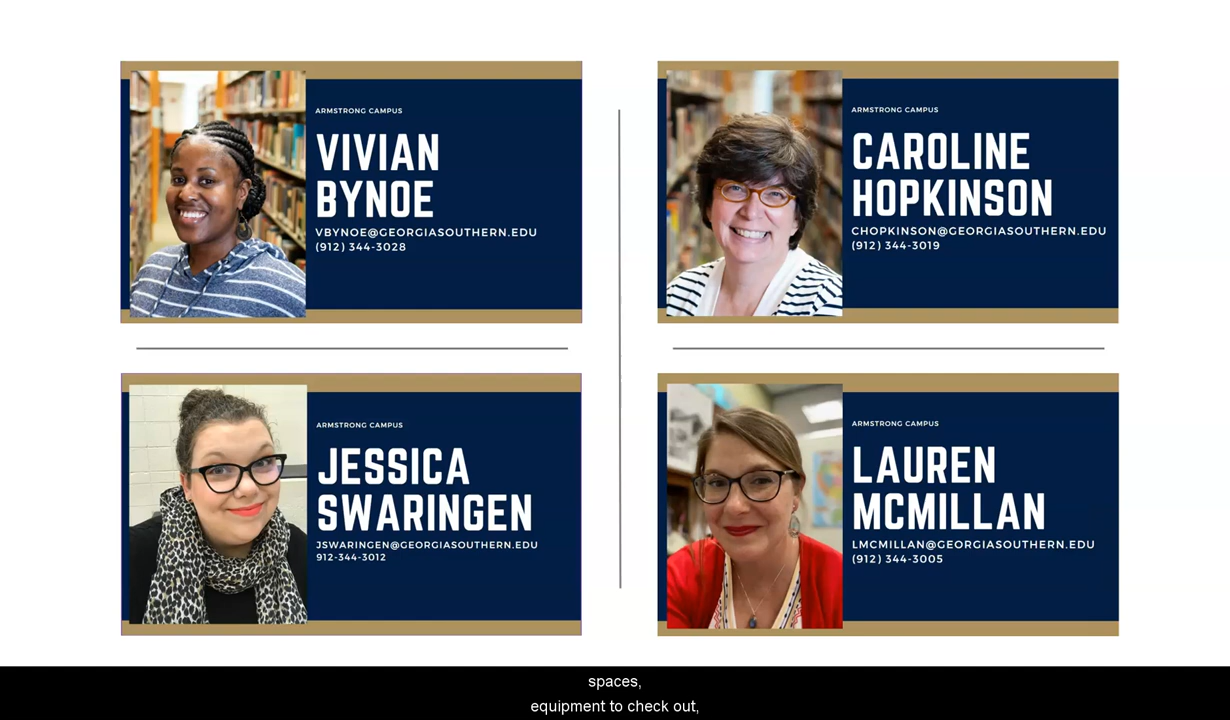 ARMSTRONG CAMPUS
VIVIAN
BYNOE
VBYNOE@GEORGIASOUTHERN.EDU
(912) 344-3028
ARMSTRONG CAMPUS
CAROLINE
HOPKINSON
CHOPKINSON@GEORGIASOUTHERN.EDU
(912) 344-3019
ARMSTRONG CAMPUS
JESSICA
SWARINGEN
JSWARINGEN@GEORGIASOUTHERN.EDU
912-344-3012
ARMSTRONG CAMPUS
LAUREN
MCMILLAN
LMCMILLAN@GEORGIASOUTHERN.EDU
(912) 344-3005
spaces,
equipment to check out,